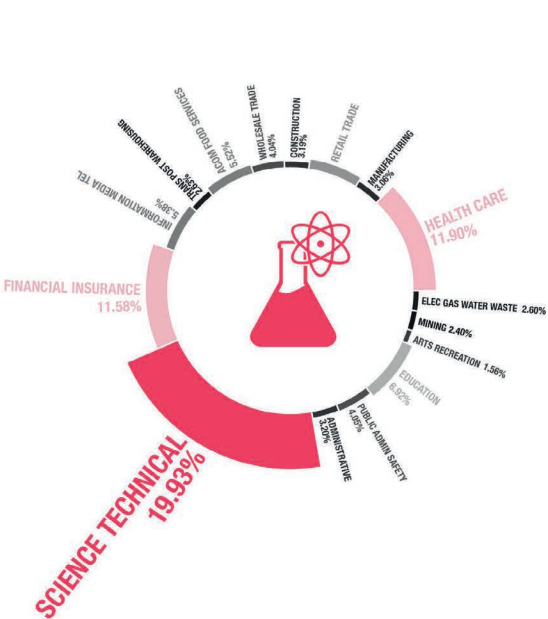 WHOLESALE TRADE
4.04%
CONSTRUCTION
3.19%
RETAIL TRADE
MANUFACTURING
3.06%
HEALTH CARE
11.90%
ELEC GAS WATER WASTE 2.60%
MINING 2.40%
ARTS RECREATION 1.56%
EDUCATION
6.92%
PUBLIC ADMIN SAFETY
4.05%
ADMINISTRATIVE
3.20%
SCIENCE TECHNICAL
19.93%
FINANCIAL INSURANCE
11.58%
INFORMATION MEDIA TEL
5.38%
TRANS POST WAREHOUSING
ACOM FOOD SERVICES
5.52%